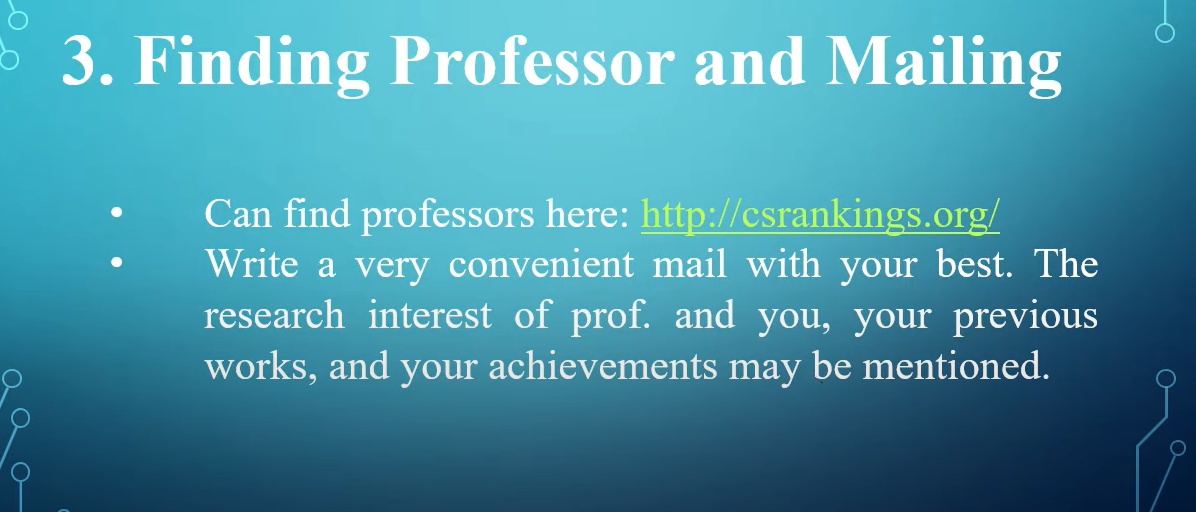 3. Finding Professor and Mailing
• Can find professors here: http://csrankings.org/
• Write a very convenient mail with your best. The
research interest of prof. and you, your previous
works, and your achievements may be mentioned.